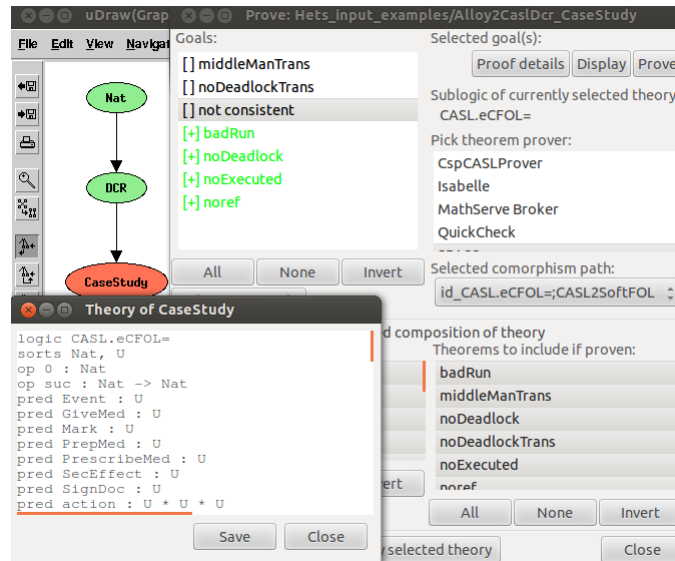 uDraw(Grap
File Edit View Navigat
Nat
DCR
CaseStudy
Prove: Hets_input_examples/Alloy2CaslDcr_CaseStudy
Goals:
[ ] middleManTrans
[ ] noDeadlockTrans
[ ] not consistent
[+] badRun
[+] noDeadlock
[+] noExecuted
[+] noref
All None Invert
Selected goal(s):
Proof details Display Prove
Sublogic of currently selected theory
CASL.eCFOL=
Pick theorem prover:
CspCASLProver
Isabelle
MathServe Broker
QuickCheck
Selected comorphism path:
id_CASL.eCFOL=;CASL2SoftFOL
d composition of theory
Theorems to include if proven:
badRun
middleManTrans
noDeadlock
noDeadlockTrans
noExecuted
noref
ert
All None Invert
selected theory Close
Theory of CaseStudy
logic CASL.eCFOL=
sorts Nat, U
op 0 : Nat
op suc : Nat -> Nat
pred Event : U
pred GiveMed : U
pred Mark : U
pred PrepMed : U
pred PrescribeMed : U
pred SecEffect : U
pred SignDoc : U
pred action : U * U * U
Save Close